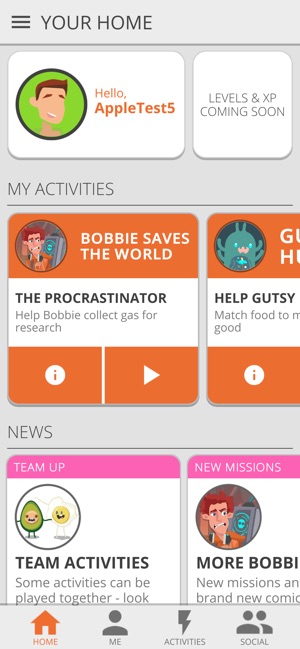 YOUR HOME
Hello,
AppleTest5
LEVELS & XP
COMING SOON
MY ACTIVITIES
BOBBIE SAVES
THE WORLD
THE PROCRASTINATOR
Help Bobbie collect gas for
research
GU
HU
HELP GUTSY
Match food to m
good
NEWS
TEAM UP
TEAM ACTIVITIES
Some activities can be
played together - look
NEW MISSIONS
MORE BOBBI
New missions an
brand new comic
HOME
ME
ACTIVITIES
SOCIAL